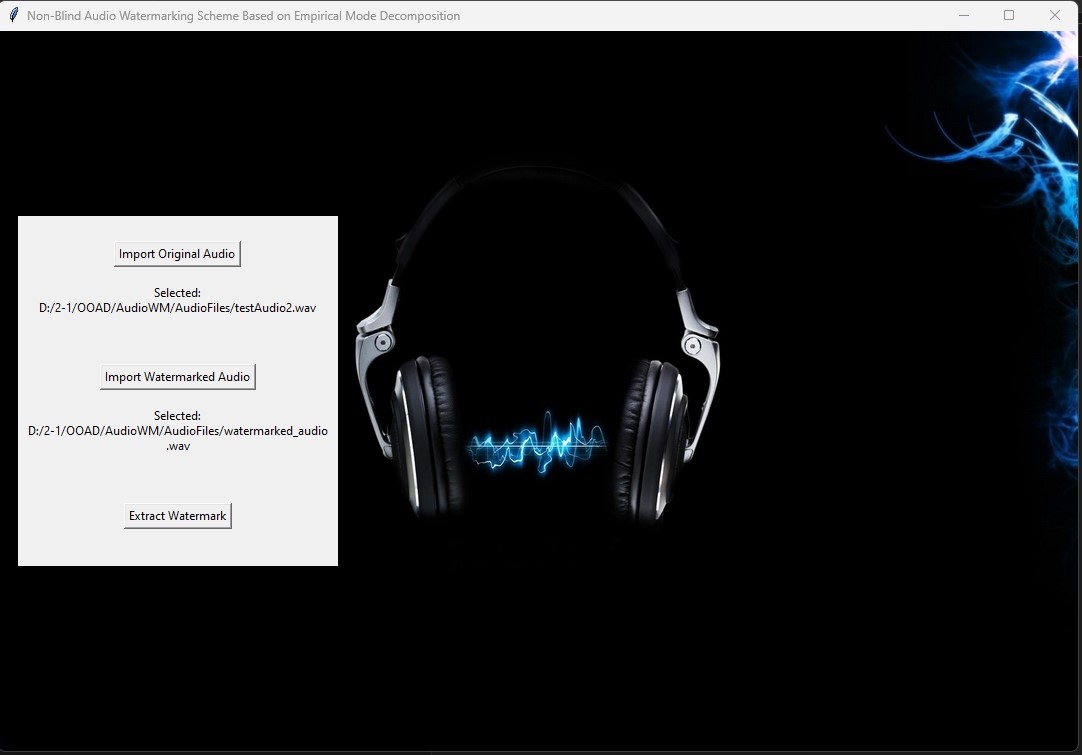 Non-Blind Audio Watermarking Scheme Based on Empirical Mode Decomposition
Import Original Audio
Selected:
D:/2-1/OOAD/AudioWM/AudioFiles/testAudio2.wav
Import Watermarked Audio
Selected:
D:/2-1/OOAD/AudioWM/AudioFiles/watermarked_audio
.wav
Extract Watermark